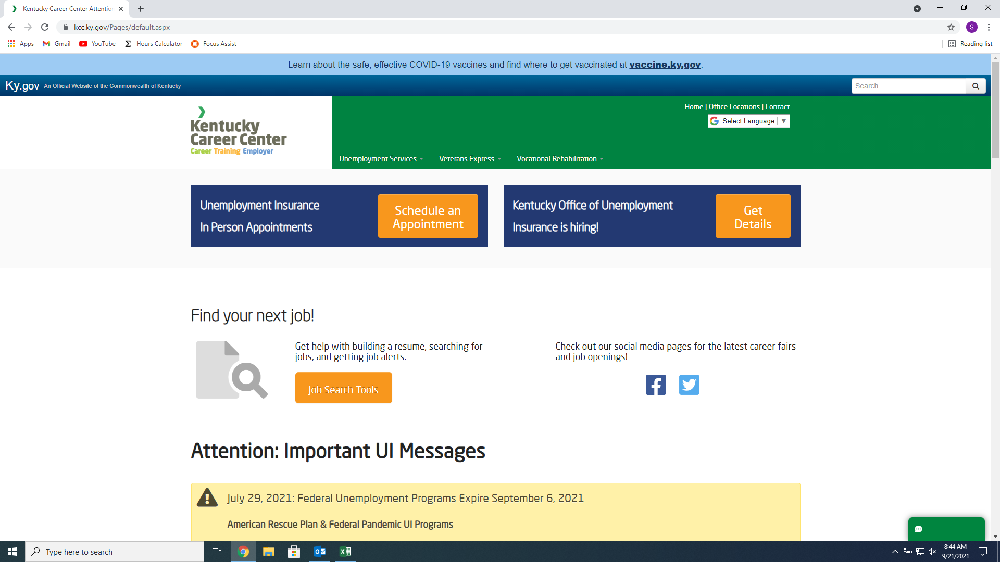 Kentucky Career Center Attention
kcc.ky.gov/Pages/default.aspx
S
Apps
Gmail
YouTube
Hours Calculator
Focus Assist
Reading list
Learn about the safe, effective COVID-19 vaccines and find where to get vaccinated at vaccine.ky.gov.
Ky.gov An Official Website of the Commonwealth of Kentucky
Search
Kentucky
Career Center
Career Training Employer
Home | Office Locations | Contact
G Select Language ▼
Unemployment Services
Veterans Express
Vocational Rehabilitation
Unemployment Insurance
In Person Appointments
Schedule an
Appointment
Kentucky Office of Unemployment
Insurance is hiring!
Get
Details
Find your next job!
Get help with building a resume, searching for
jobs, and getting job alerts.
Job Search Tools
Check out our social media pages for the latest career fairs
and job openings!
Attention: Important UI Messages
July 29, 2021: Federal Unemployment Programs Expire September 6, 2021
American Rescue Plan & Federal Pandemic UI Programs
...
Type here to search
8:44 AM
9/21/2021